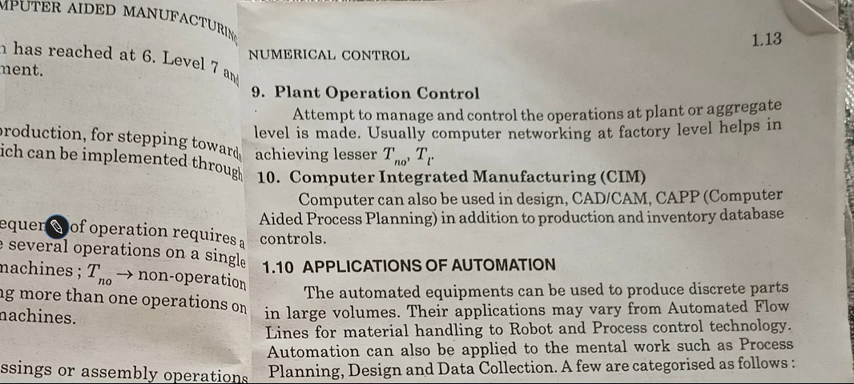 MPUTER AIDED MANUFACTURING
has reached at 6. Level 7 and
ment.
production, for stepping toward
ich can be implemented through
equen of operation requires a
several operations on a single
machines ; Tno → non-operation
ng more than one operations on
machines.
ssings or assembly operations
NUMERICAL CONTROL
1.13
9. Plant Operation Control
Attempt to manage and control the operations at plant or aggregate
level is made. Usually computer networking at factory level helps in
achieving lesser Tno, Tl.
10. Computer Integrated Manufacturing (CIM)
Computer can also be used in design, CAD/CAM, CAPP (Computer
Aided Process Planning) in addition to production and inventory database
controls.
1.10 APPLICATIONS OF AUTOMATION
The automated equipments can be used to produce discrete parts
in large volumes. Their applications may vary from Automated Flow
Lines for material handling to Robot and Process control technology.
Automation can also be applied to the mental work such as Process
Planning, Design and Data Collection. A few are categorised as follows :